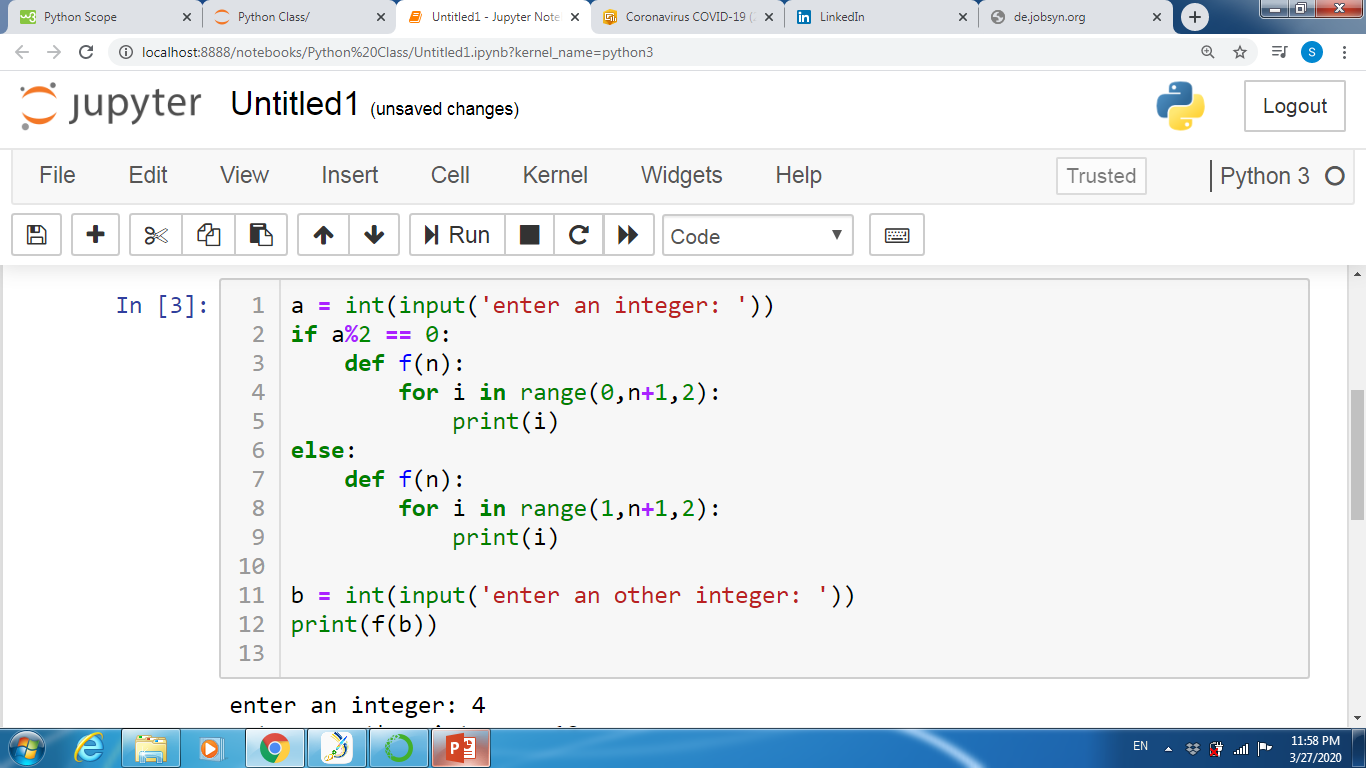 Python Scope
Python Class/
Untitled1 - Jupyter Note
Coronavirus COVID-19 (2
LinkedIn
de.jobsyn.org
localhost:8888/notebooks/Python%20Class/Untitled1.ipynb?kernel_name=python3
S
jupyter Untitled1 (unsaved changes)
Logout
File Edit View Insert Cell Kernel Widgets Help
Trusted
Python 3
Run
Code
In [3]:
1 a = int(input('enter an integer: '))
2 if a%2 == 0:
3     def f(n):
4         for i in range(0,n+1,2):
5             print(i)
6 else:
7     def f(n):
8         for i in range(1,n+1,2):
9             print(i)
10
11 b = int(input('enter an other integer: '))
12 print(f(b))
13
enter an integer: 4
EN
11:58 PM
3/27/2020